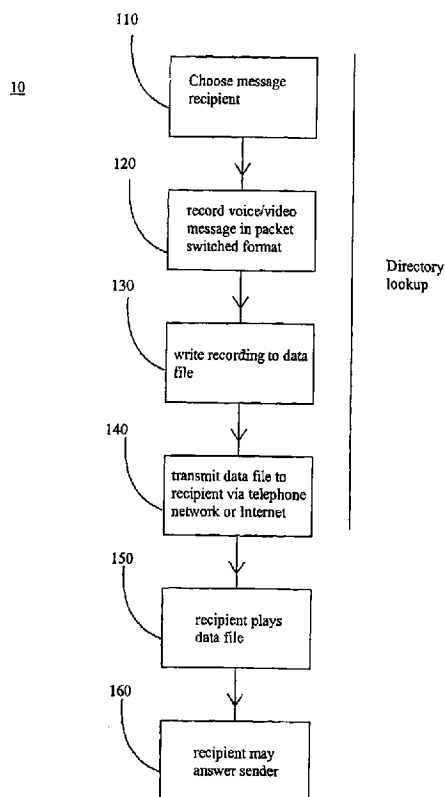 110
10
Choose message
recipient
120
record voice/video
message in packet
switched format
Directory
lookup
130
write recording to data
file
140
transmit data file to
recipient via telephone
network or Internet
150
recipient plays
data file
160
recipient may
answer sender